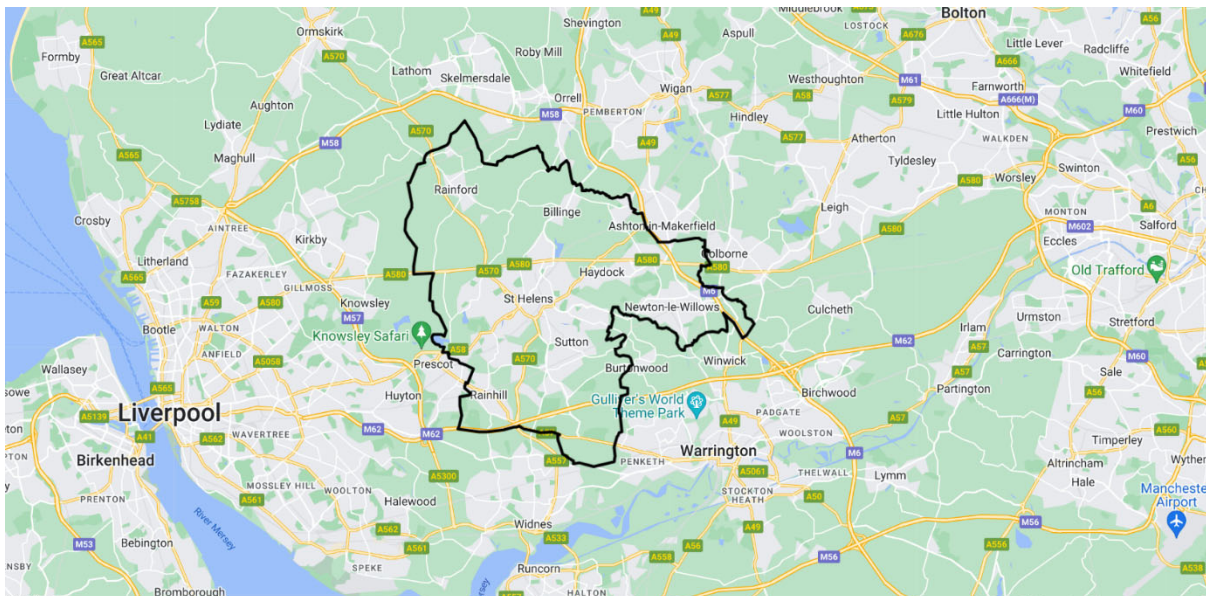 Formby
A565
Great Altcar
Ormskirk
A570
Lathom
Skelmersdale
Roby Mill
Shevington
A49
A49
Aspull
Middlebrook
LOSTOCK
Bolton
A676
A56
Little Lever
Radcliffe
A666
Whitefield
M61
Farnworth
A666(M)
M60
Westhoughton
Wigan
A577
A58
A579
Little Hulton
Orrell
M58
PEMBERTON
Hindley
WALKDEN
Prestwich
Aughton
M6
A577
Atherton
A56
Lydiate
M58
A570
A49
Tyldesley
Swinton
Maghull
A565
Worsley
A580
Rainford
A5758
Billinge
Leigh
A6
Crosby
AINTREE
Ashton-in-Makerfield
MONTON
Salford
M602
A580
Eccles
Kirkby
Golborne
Litherland
A580
A570
A580
A580
A580
Old Trafford
A565
FAZAKERLEY
Haydock
GILLMOSS
A59
A580
Knowsley
St Helens
M6
Newton-le-Willows
Culcheth
Urmston
Bootle
WALTON
M57
Irlam
Stretford
Knowsley Safari
A58
A570
Sutton
M62
A57
Carrington
M60
ANFIELD
A5058
Prescot
Winwick
Burtonwood
Wallasey
A565
Huyton
Rainhill
Birchwood
A57
Partington
Sale
Gulliver's World
Theme Park
PADGATE
A57
A5139
Liverpool
M62
M62
A49
WOOLSTON
A560
A41
A562
WAVERTREE
Timperley
Birkenhead
A557
PENKETH
Warrington
M6
THELWALL
Altrincham
A5300
A5061
Lymm
Hale
PRENTON
MOSSLEY HILL
WOOLTON
STOCKTON
HEATH
A50
Manchester
Airport
A561
Halewood
River Mersey
Widnes
A49
M56
M53
Bebington
A562
A533
A56
A556
A561
A558
M56
SPEKE
Runcorn
A538
Bromborough
HALTON